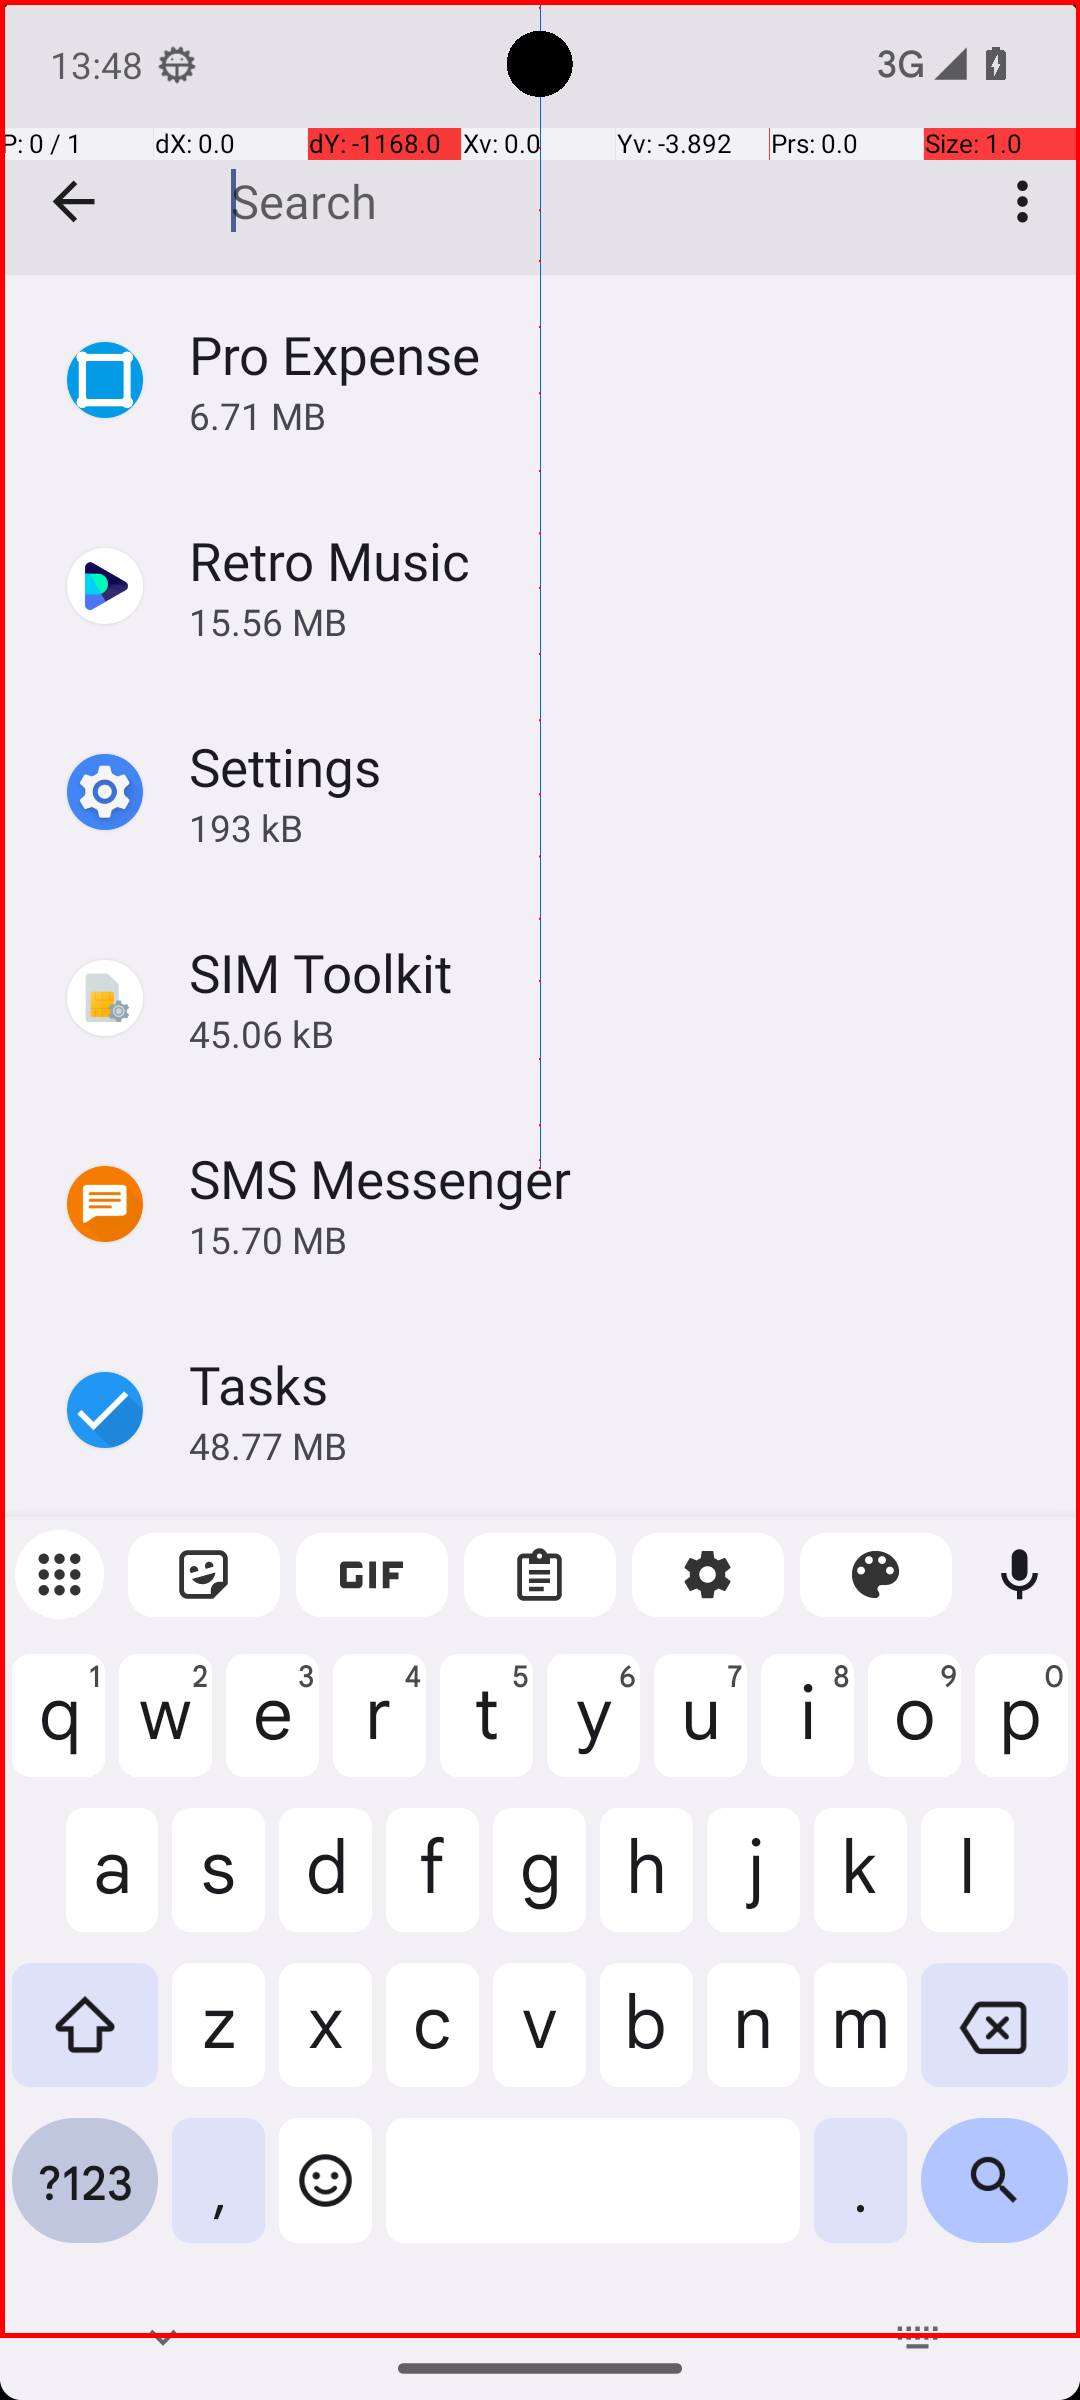 13:48
3G
P: 0 / 1 dX: 0.0 dY: -1168.0 Xv: 0.0 Yv: -3.892 Prs: 0.0 Size: 1.0
Search
Pro Expense
6.71 MB
Retro Music
15.56 MB
Settings
193 kB
SIM Toolkit
45.06 kB
SMS Messenger
15.70 MB
Tasks
48.77 MB
GIF
q 1 w 2 e 3 r 4 t 5 y 6 u 7 i 8 o 9 p 0
a s d f g h j k l
z x c v b n m
?123 , .